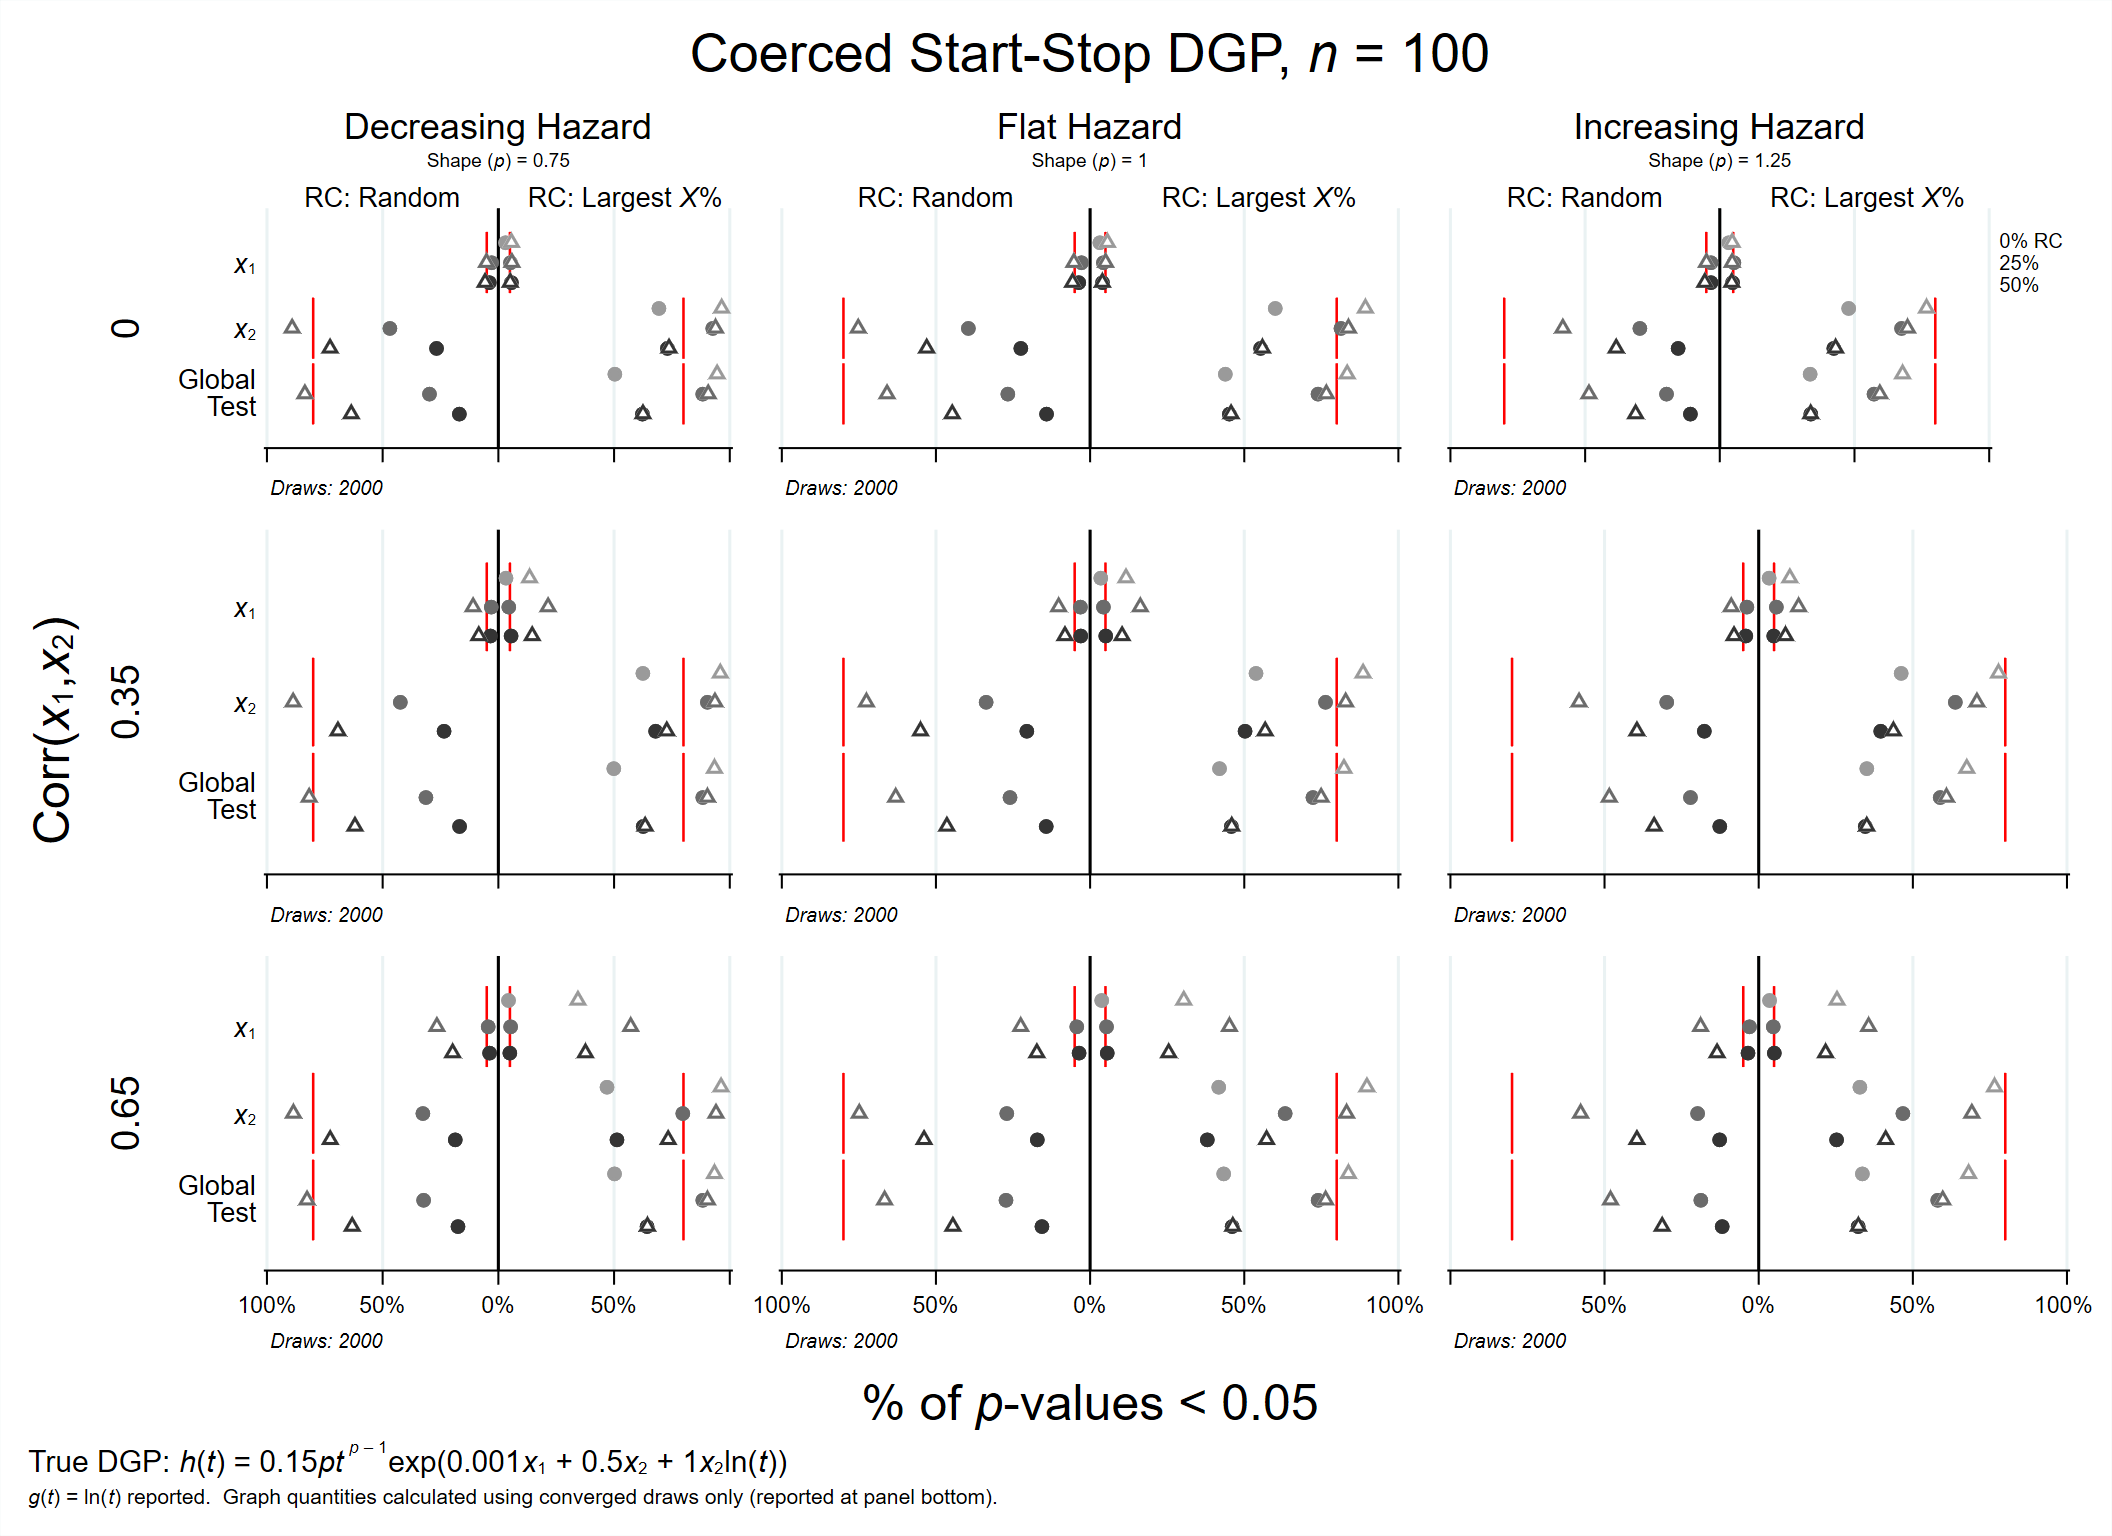 Coerced Start-Stop DGP, n = 100
Decreasing Hazard
Shape (p) = 0.75
RC: Random RC: Largest X%
Flat Hazard
Shape (p) = 1
RC: Random RC: Largest X%
Increasing Hazard
Shape (p) = 1.25
RC: Random RC: Largest X%
0% RC
25%
50%
Corr(x₁,x₂)
0
x₁
x₂
Global
Test
Draws: 2000
Draws: 2000
Draws: 2000
0.35
x₁
x₂
Global
Test
Draws: 2000
Draws: 2000
Draws: 2000
0.65
x₁
x₂
Global
Test
100% 50% 0% 50%
100% 50% 0% 50% 100%
50% 0% 50% 100%
Draws: 2000
Draws: 2000
Draws: 2000
% of p-values < 0.05
True DGP: h(t) = 0.15pt^(p − 1)exp(0.001x₁ + 0.5x₂ + 1x₂ln(t))
g(t) = ln(t) reported. Graph quantities calculated using converged draws only (reported at panel bottom).